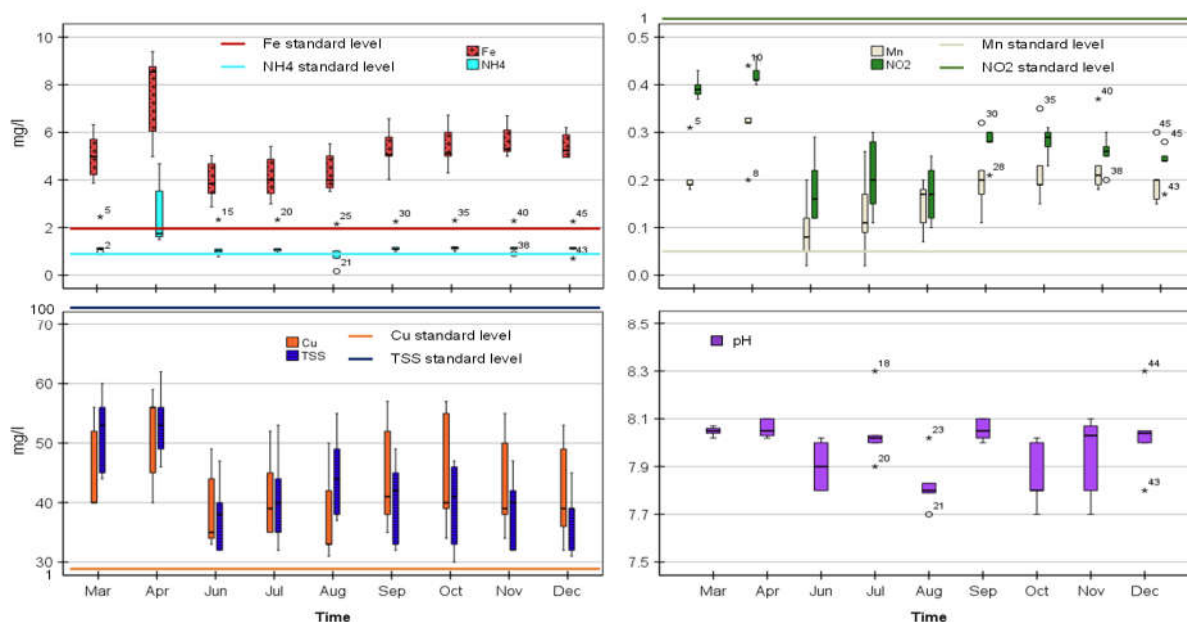 10
8
6
4
2
0
mg/l
Fe standard level
NH4 standard level
Fe
NH4
5
2
15
20
25
21
30
35
40
38
45
43
1
0.5
0.4
0.3
0.2
0.1
0.0
Mn
NO2
Mn standard level
NO2 standard level
5
10
8
30
28
35
40
38
45
45
43
100
70
60
50
40
30
1
mg/l
Cu
TSS
Cu standard level
TSS standard level
Mar Apr Jun Jul Aug Sep Oct Nov Dec
Time
8.5
8.3
8.1
7.9
7.7
7.5
pH
18
20
23
21
44
43
Mar Apr Jun Jul Aug Sep Oct Nov Dec
Time